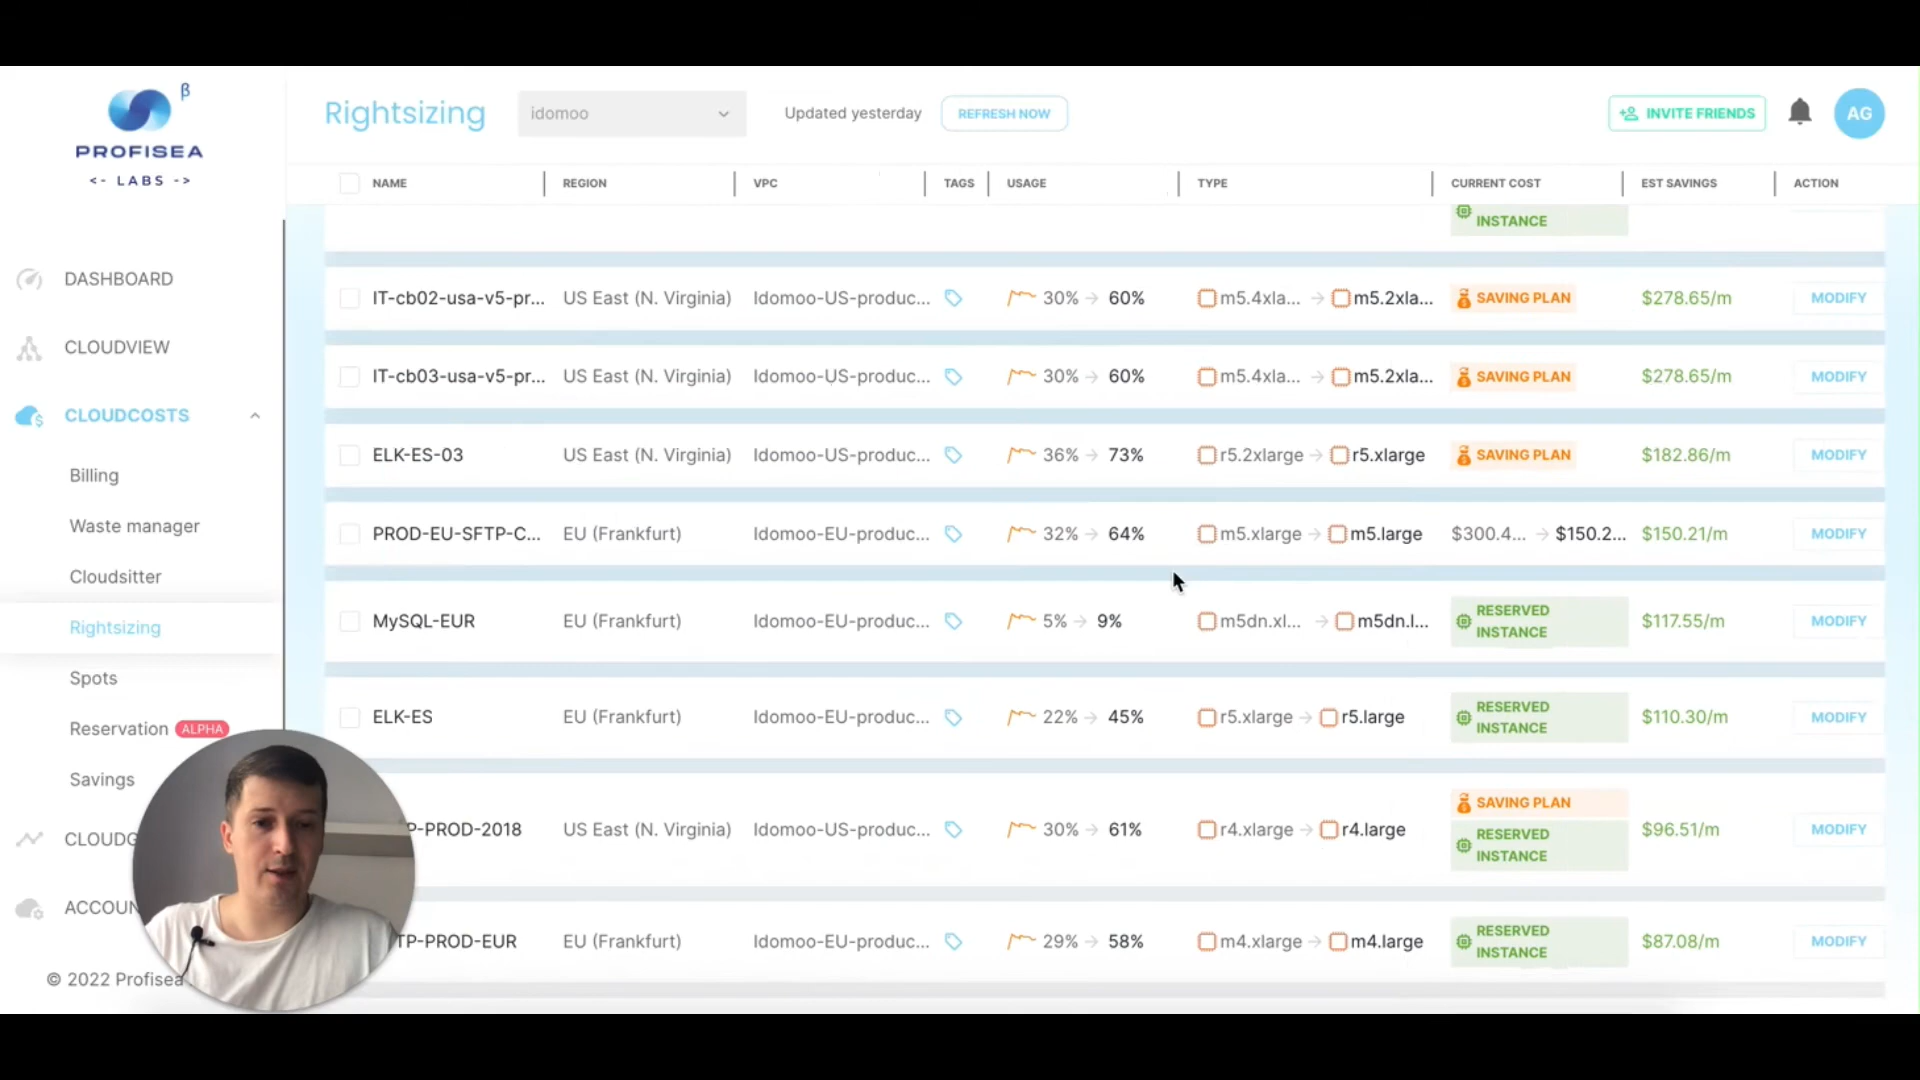 β
PROFISEA
<- LABS ->
Rightsizing
idomoo
Updated yesterday
REFRESH NOW
INVITE FRIENDS
AG
NAME REGION VPC TAGS USAGE TYPE CURRENT COST EST SAVINGS ACTION
INSTANCE
IT-cb02-usa-v5-pr... US East (N. Virginia) Idomoo-US-produc... 30% → 60% m5.4xla... → m5.2xla... SAVING PLAN $278.65/m MODIFY
IT-cb03-usa-v5-pr... US East (N. Virginia) Idomoo-US-produc... 30% → 60% m5.4xla... → m5.2xla... SAVING PLAN $278.65/m MODIFY
ELK-ES-03 US East (N. Virginia) Idomoo-US-produc... 36% → 73% r5.2xlarge → r5.xlarge SAVING PLAN $182.86/m MODIFY
PROD-EU-SFTP-C... EU (Frankfurt) Idomoo-EU-produc... 32% → 64% m5.xlarge → m5.large $300.4... → $150.2... $150.21/m MODIFY
MySQL-EUR EU (Frankfurt) Idomoo-EU-produc... 5% → 9% m5dn.xl... → m5dn.l... RESERVED INSTANCE $117.55/m MODIFY
ELK-ES EU (Frankfurt) Idomoo-EU-produc... 22% → 45% r5.xlarge → r5.large RESERVED INSTANCE $110.30/m MODIFY
P-PROD-2018 US East (N. Virginia) Idomoo-US-produc... 30% → 61% r4.xlarge → r4.large SAVING PLAN RESERVED INSTANCE $96.51/m MODIFY
TP-PROD-EUR EU (Frankfurt) Idomoo-EU-produc... 29% → 58% m4.xlarge → m4.large RESERVED INSTANCE $87.08/m MODIFY
DASHBOARD
CLOUDVIEW
CLOUDCOSTS
Billing
Waste manager
Cloudsitter
Rightsizing
Spots
Reservation ALPHA
Savings
CLOUDG
ACCOUN
© 2022 Profisea